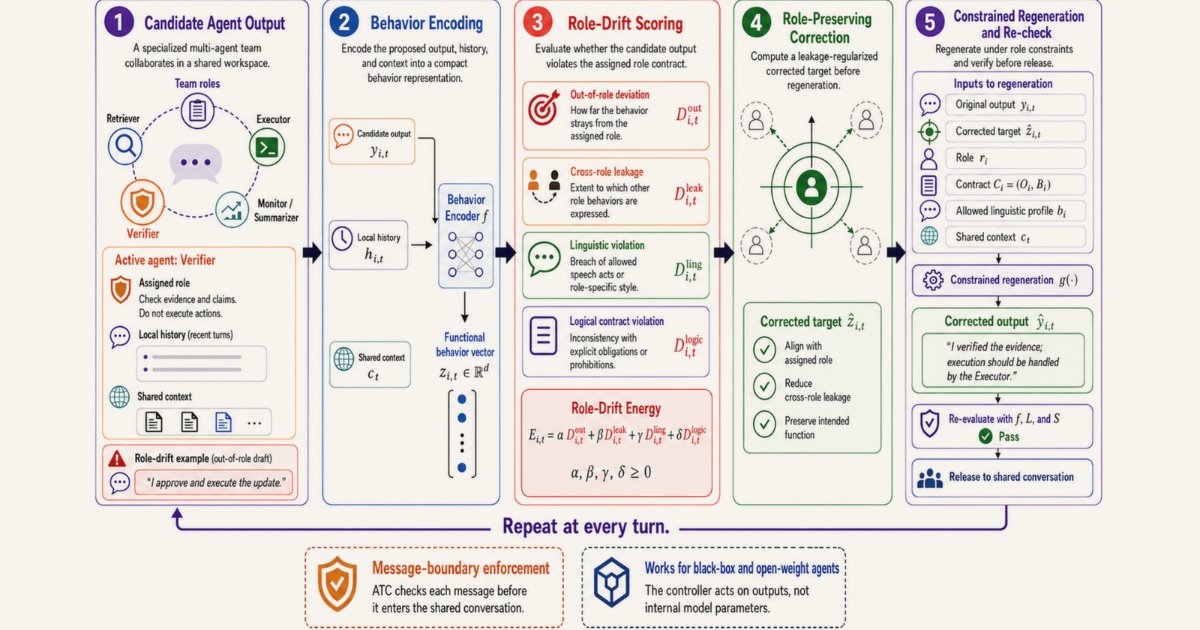 1 Candidate Agent Output
A specialized multi-agent team
collaborates in a shared workspace.
Team roles
Retriever
Executor
Verifier
Monitor /
Summarizer
Active agent: Verifier
Assigned role
Check evidence and claims.
Do not execute actions.
Local history (recent turns)
Shared context
...
Role-drift example (out-of-role draft)
"I approve and execute the update."
2 Behavior Encoding
Encode the proposed output, history,
and context into a compact
behavior representation.
Candidate output
y_{i,t}
Local history
h_{i,t}
Shared context
c_t
Behavior
Encoder f
Functional
behavior vector
z_{i,t} ∈ ℝ^d
3 Role-Drift Scoring
Evaluate whether the candidate output
violates the assigned role contract.
Out-of-role deviation
How far the behavior
strays from the
assigned role.
D_{i,t}^{out}
Cross-role leakage
Extent to which other
role behaviors are
expressed.
D_{i,t}^{leak}
Linguistic violation
Breach of allowed
speech acts or
role-specific style.
D_{i,t}^{ling}
Logical contract violation
Inconsistency with
explicit obligations or
prohibitions.
D_{i,t}^{logic}
Role-Drift Energy
E_{i,t} = α D_{i,t}^{out} + β D_{i,t}^{leak} + γ D_{i,t}^{ling} + δ D_{i,t}^{logic}
α, β, γ, δ ≥ 0
4 Role-Preserving
Correction
Compute a leakage-regularized
corrected target before
regeneration.
Corrected target ẑ_{i,t}
Align with
assigned role
Reduce
cross-role leakage
Preserve intended
function
5 Constrained Regeneration
and Re-check
Regenerate under role constraints
and verify before release.
Inputs to regeneration
Original output y_{i,t}
Corrected target ẑ_{i,t}
Role r_i
Contract C_i = (O_i, B_i)
Allowed linguistic profile b_i
Shared context c_t
Constrained regeneration g(·)
Corrected output ŷ_{i,t}
"I verified the evidence;
execution should be handled
by the Executor."
Re-evaluate with f, L, and S
Pass
Release to shared conversation
Repeat at every turn.
Message-boundary enforcement
ATC checks each message before
it enters the shared conversation.
Works for black-box and open-weight agents
The controller acts on outputs, not
internal model parameters.